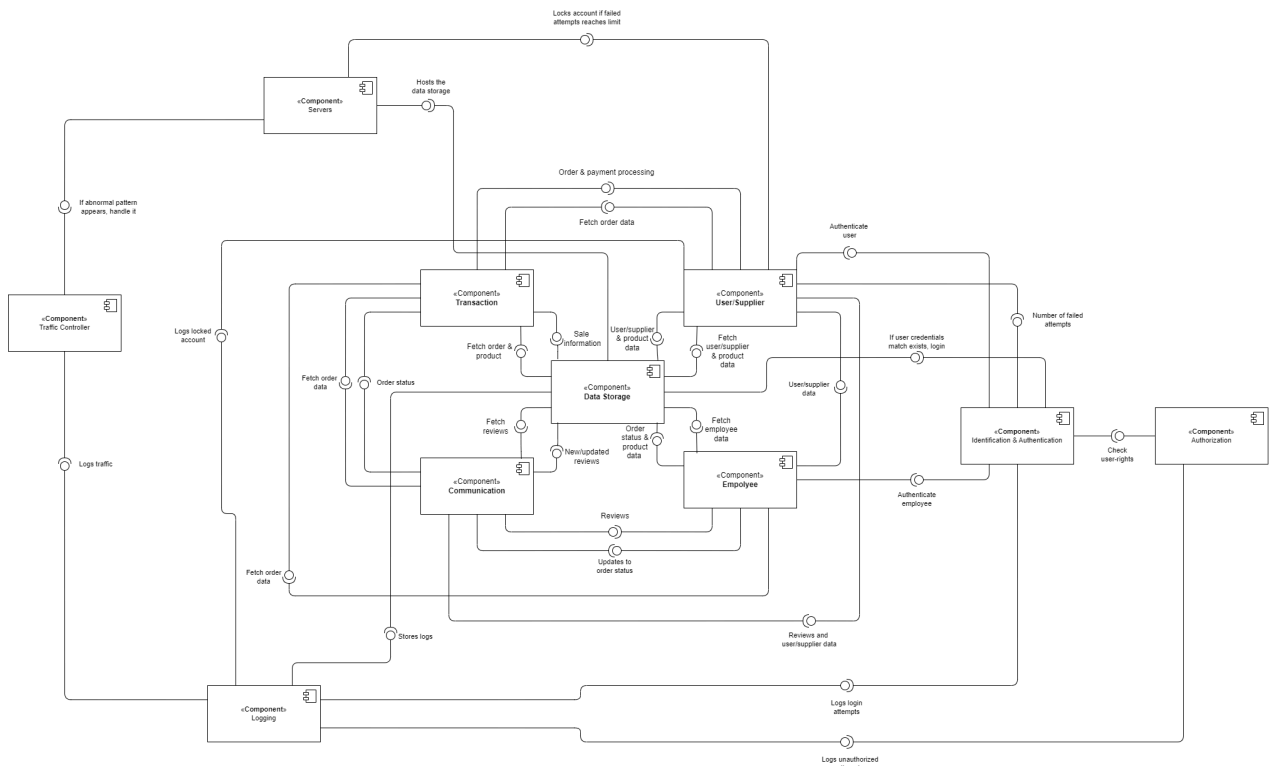 Locks account if failed
attempts reaches limit
Hosts the
data storage
«Component»
Servers
Order & payment processing
If abnormal pattern
appears, handle it
Fetch order data
Authenticate
user
«Component»
Transaction
«Component»
User/Supplier
«Component»
Traffic Controller
Logs locked
account
Number of failed
attempts
Fetch order &
product
Sale
information
User/supplier
& product
data
Fetch
user/supplier
& product
data
If user credentials
match exists, login
Fetch order
data
Order status
«Component»
Data Storage
User/supplier
data
Fetch
reviews
Order
status &
product
data
Fetch
employee
data
«Component»
Identification & Authentication
«Component»
Authorization
Check
user-rights
Logs traffic
New/updated
reviews
«Component»
Communication
«Component»
Empolyee
Authenticate
employee
Reviews
Updates to
order status
Fetch order
data
Stores logs
Reviews and
user/supplier data
«Component»
Logging
Logs login
attempts
Logs unauthorized